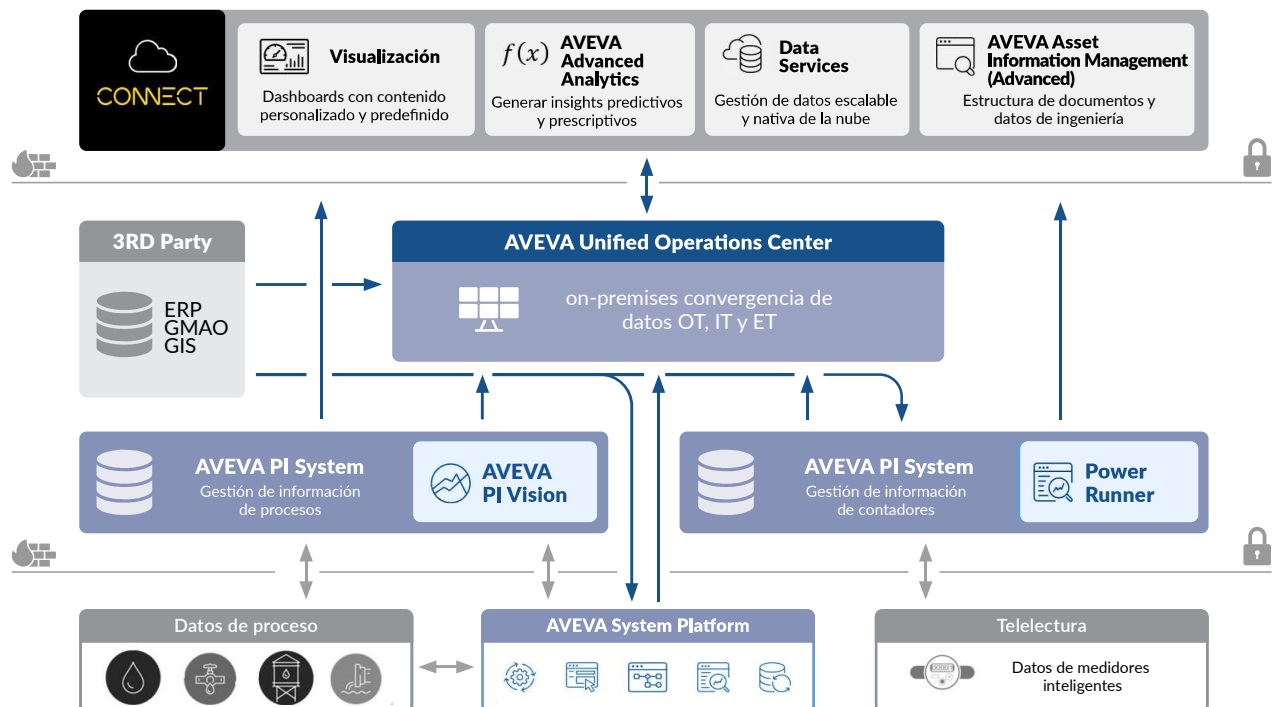 CONNECT
Visualización
Dashboards con contenido
personalizado y predefinido
f(x)
AVEVA
Advanced
Analytics
Generar insights predictivos
y prescriptivos
Data
Services
Gestión de datos escalable
y nativa de la nube
AVEVA Asset
Information Management
(Advanced)
Estructura de documentos y
datos de ingeniería
3RD Party
ERP
GMAO
GIS
AVEVA Unified Operations Center
on-premises convergencia de
datos OT, IT y ET
AVEVA PI System
Gestión de información
de procesos
AVEVA
PI Vision
AVEVA PI System
Gestión de información
de contadores
Power
Runner
Datos de proceso
AVEVA System Platform
Telelectura
Datos de medidores
inteligentes